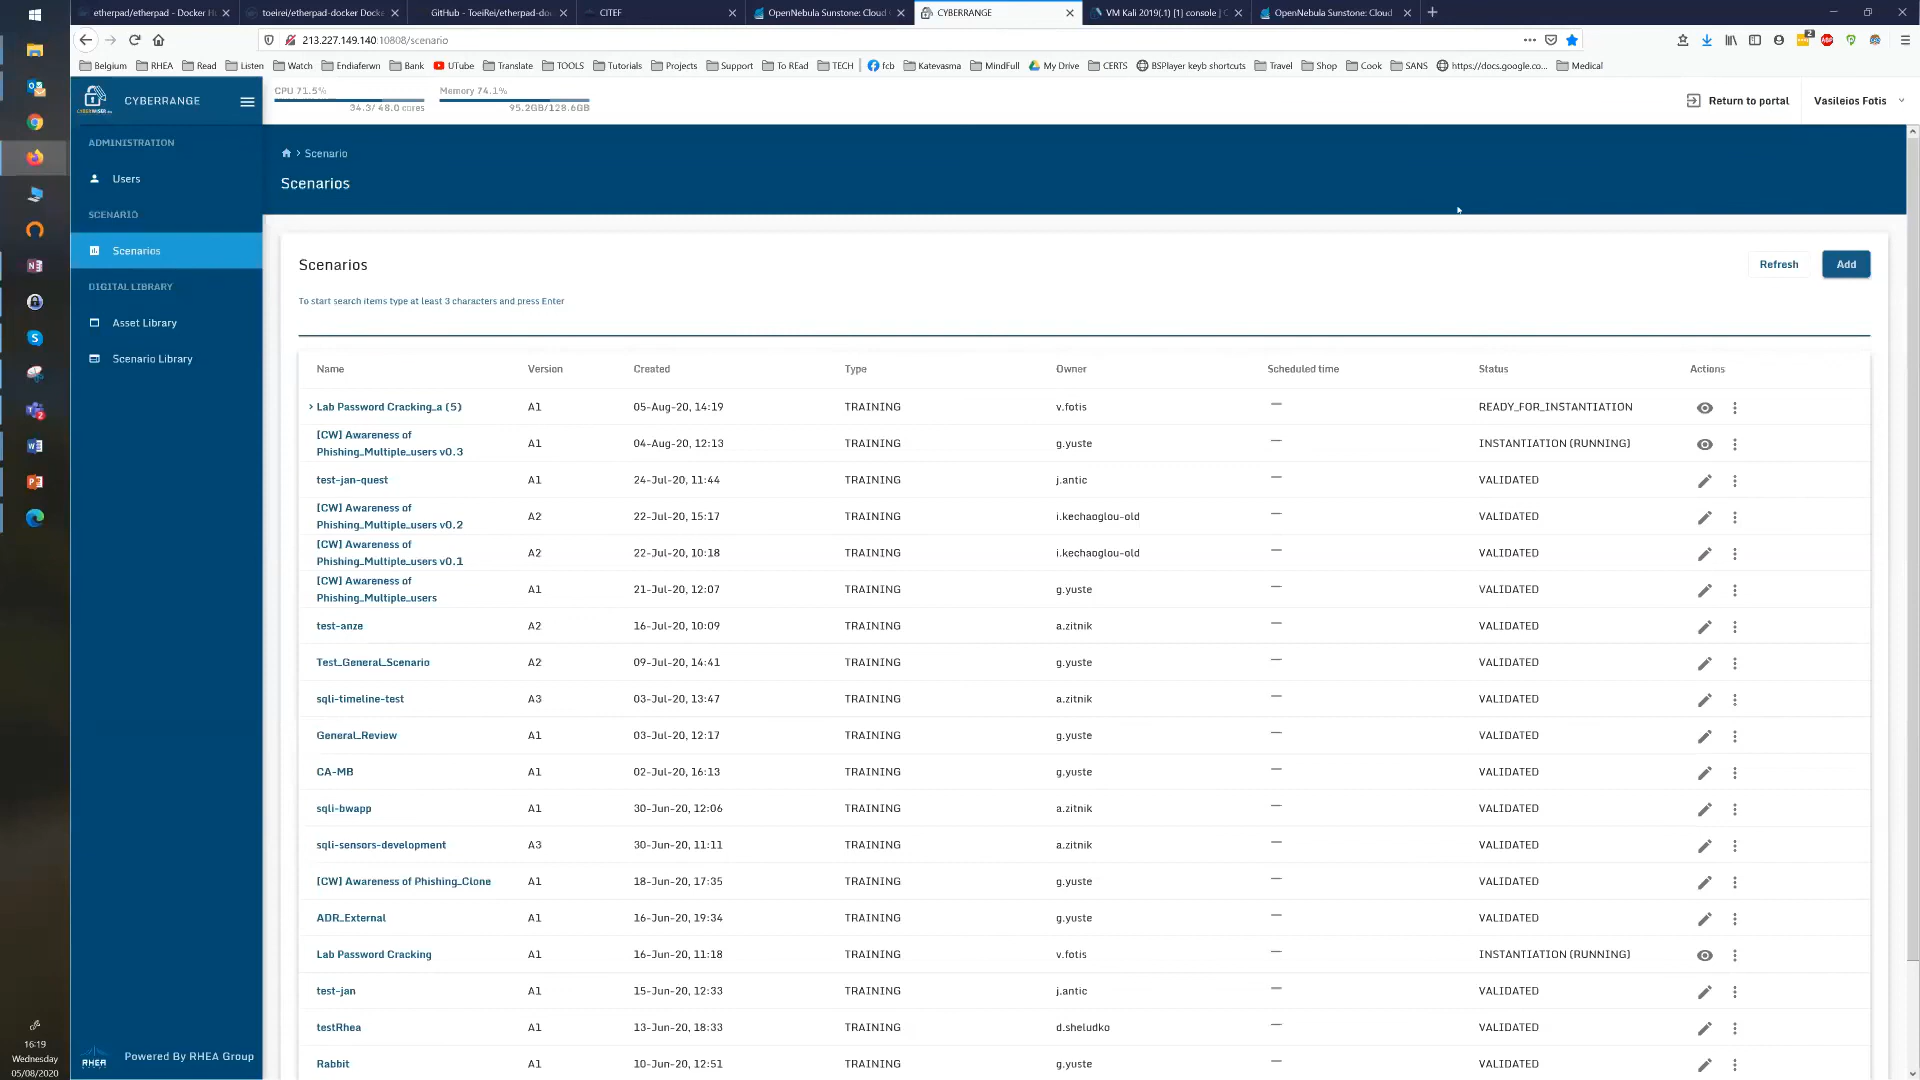 etherpad/etherpad - Docker H
toeirei/etherpad-docker Docke
GitHub - ToeiRei/etherpad-do
CITEF
OpenNebula Sunstone: Cloud
CYBERRANGE
VM Kali 2019(.1) [1] console | C
OpenNebula Sunstone: Cloud
213.227.149.140:10808/scenario
2
ABP
Belgium RHEA Read Listen Watch Endiaferwn Bank UTube Translate TOOLS Tutorials Projects Support To REad TECH fcb Katevasma MindFull My Drive CERTS BSPlayer keyb shortcuts Travel Shop Cook SANS https://docs.google.co... Medical
CYBERRANGE
CPU 71.5%
34.3/ 48.0 cores
Memory 74.1%
95.2GB/128.6GB
Return to portal
Vasileios Fotis
ADMINISTRATION
Users
SCENARIO
Scenarios
DIGITAL LIBRARY
Asset Library
Scenario Library
Scenario
Scenarios
Scenarios
Refresh
Add
To start search items type at least 3 characters and press Enter
Name Version Created Type Owner Scheduled time Status Actions
Lab Password Cracking_a (5) A1 05-Aug-20, 14:19 TRAINING v.fotis — READY_FOR_INSTANTIATION
[CW] Awareness of
Phishing_Multiple_users v0.3 A1 04-Aug-20, 12:13 TRAINING g.yuste — INSTANTIATION (RUNNING)
test-jan-quest A1 24-Jul-20, 11:44 TRAINING j.antic — VALIDATED
[CW] Awareness of
Phishing_Multiple_users v0.2 A2 22-Jul-20, 15:17 TRAINING i.kechaoglou-old — VALIDATED
[CW] Awareness of
Phishing_Multiple_users v0.1 A2 22-Jul-20, 10:18 TRAINING i.kechaoglou-old — VALIDATED
[CW] Awareness of
Phishing_Multiple_users A1 21-Jul-20, 12:07 TRAINING g.yuste — VALIDATED
test-anze A2 16-Jul-20, 10:09 TRAINING a.zitnik — VALIDATED
Test_General_Scenario A2 09-Jul-20, 14:41 TRAINING g.yuste — VALIDATED
sqli-timeline-test A3 03-Jul-20, 13:47 TRAINING a.zitnik — VALIDATED
General_Review A1 03-Jul-20, 12:17 TRAINING g.yuste — VALIDATED
CA-MB A1 02-Jul-20, 16:13 TRAINING g.yuste — VALIDATED
sqli-bwapp A1 30-Jun-20, 12:06 TRAINING a.zitnik — VALIDATED
sqli-sensors-development A3 30-Jun-20, 11:11 TRAINING a.zitnik — VALIDATED
[CW] Awareness of Phishing_Clone A1 18-Jun-20, 17:35 TRAINING g.yuste — VALIDATED
ADR_External A1 16-Jun-20, 19:34 TRAINING g.yuste — VALIDATED
Lab Password Cracking A1 16-Jun-20, 11:18 TRAINING v.fotis — INSTANTIATION (RUNNING)
test-jan A1 15-Jun-20, 12:33 TRAINING j.antic — VALIDATED
testRhea A1 13-Jun-20, 18:33 TRAINING d.sheludko — VALIDATED
Rabbit A1 10-Jun-20, 12:51 TRAINING g.yuste — VALIDATED
RHEA
Powered By RHEA Group
16:19
Wednesday
05/08/2020